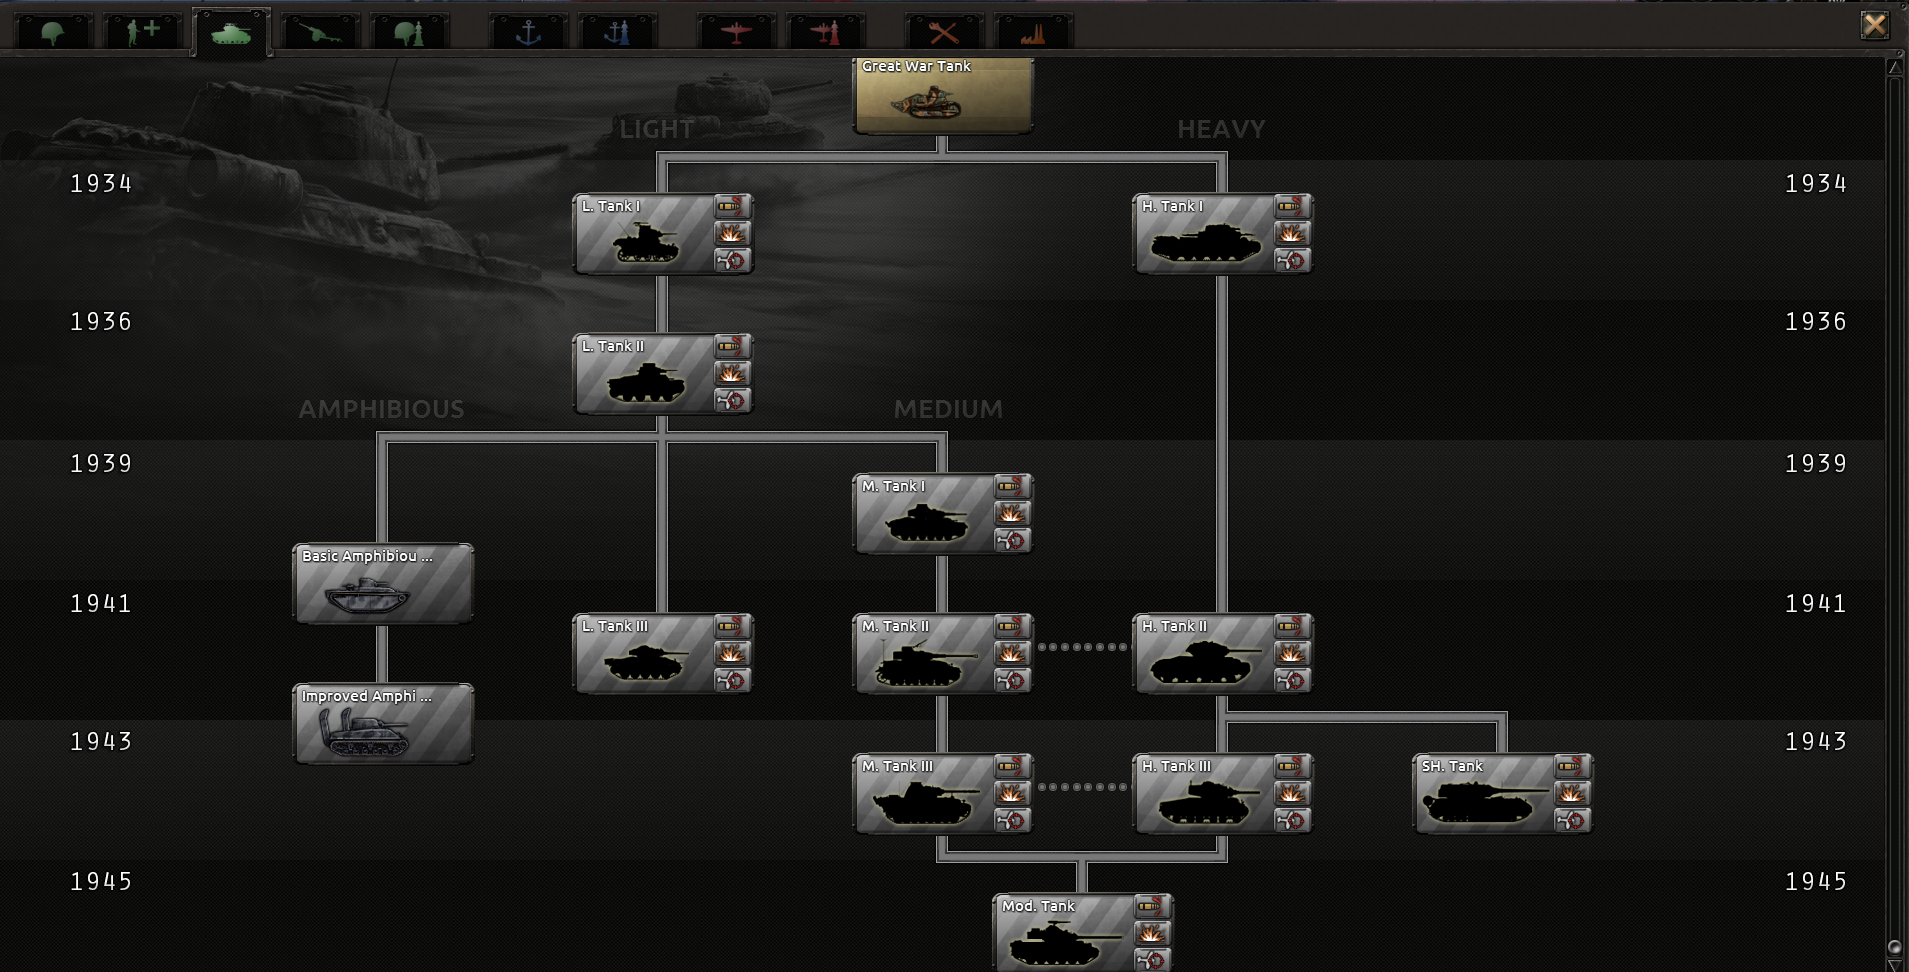 Great War Tank
LIGHT
HEAVY
1934
1934
L. Tank I
H. Tank I
1936
1936
L. Tank II
AMPHIBIOUS
MEDIUM
1939
1939
M. Tank I
Basic Amphibiou ...
1941
1941
L. Tank III
M. Tank II
H. Tank II
Improved Amphi ...
1943
1943
M. Tank III
H. Tank III
SH. Tank
1945
1945
Mod. Tank